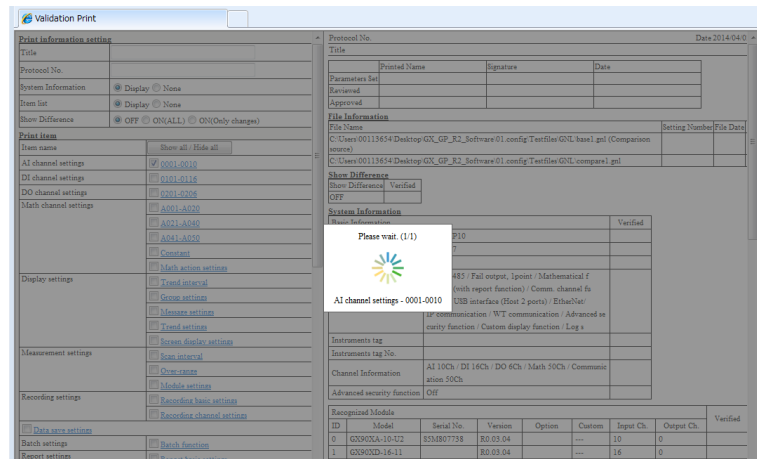 Validation Print
Print information setting
Title
Protocol No.
System Information Display None
Item list Display None
Show Difference OFF ON(ALL) ON(Only changes)
Print item
Item name Show all / Hide all
AI channel settings 0001-0010
DI channel settings 0101-0116
DO channel settings 0201-0206
Math channel settings A001-A020
A021-A040
A041-A050
Constant
Math action settings
Display settings Trend interval
Group settings
Message settings
Trend settings
Screen display settings
Measurement settings Scan interval
Over-range
Module settings
Recording settings Recording basic settings
Recording channel settings
Data save settings
Batch settings Batch function
Report settings
Protocol No. Date 2014/04/0
Title
Printed Name Signature Date
Parameters Set
Reviewed
Approved
File Information
File Name Setting Number File Date
C:\Users\00113654\Desktop\GX_GP_R2_Software\01.config\Testfiles\GNL\base1.gnl (Comparison
source)
C:\Users\00113654\Desktop\GX_GP_R2_Software\01.config\Testfiles\GNL\compare1.gnl
Show Difference
Show Difference Verified
OFF
System Information
Basic Information Verified
P10
7
Please wait. (1/1)
AI channel settings - 0001-0010
485 / Fail output, 1point / Mathematical f
(with report function) / Comm. channel fu
USB interface (Host 2 ports) / EtherNet/
IP communication / WT communication / Advanced se
curity function / Custom display function / Log s
Instruments tag
Instruments tag No.
Channel Information AI 10Ch / DI 16Ch / DO 6Ch / Math 50Ch / Communic
ation 50Ch
Advanced security function Off
Recognized Module Verified
ID Model Serial No. Version Option Custom Input Ch. Output Ch.
0 GX90XA-10-U2 S5M807758 R0.03.04 --- 10 0
1 GX90XD-16-11 R0.03.04 --- 16 0